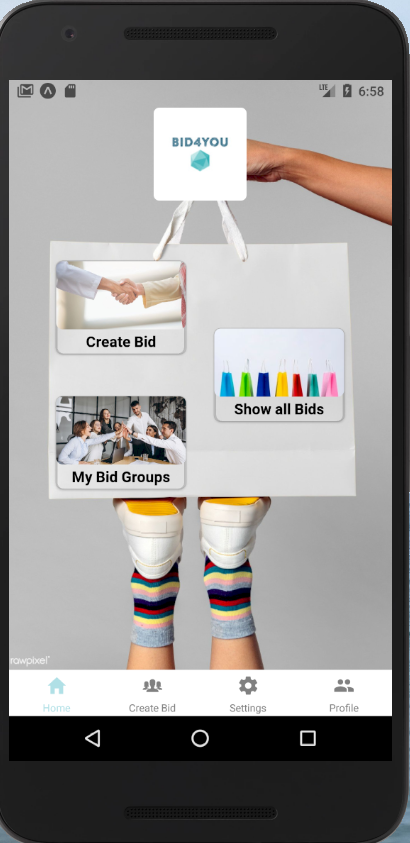 LTE 6:58
BID4YOU
Create Bid
Show all Bids
My Bid Groups
rawpixel
Home Create Bid Settings Profile